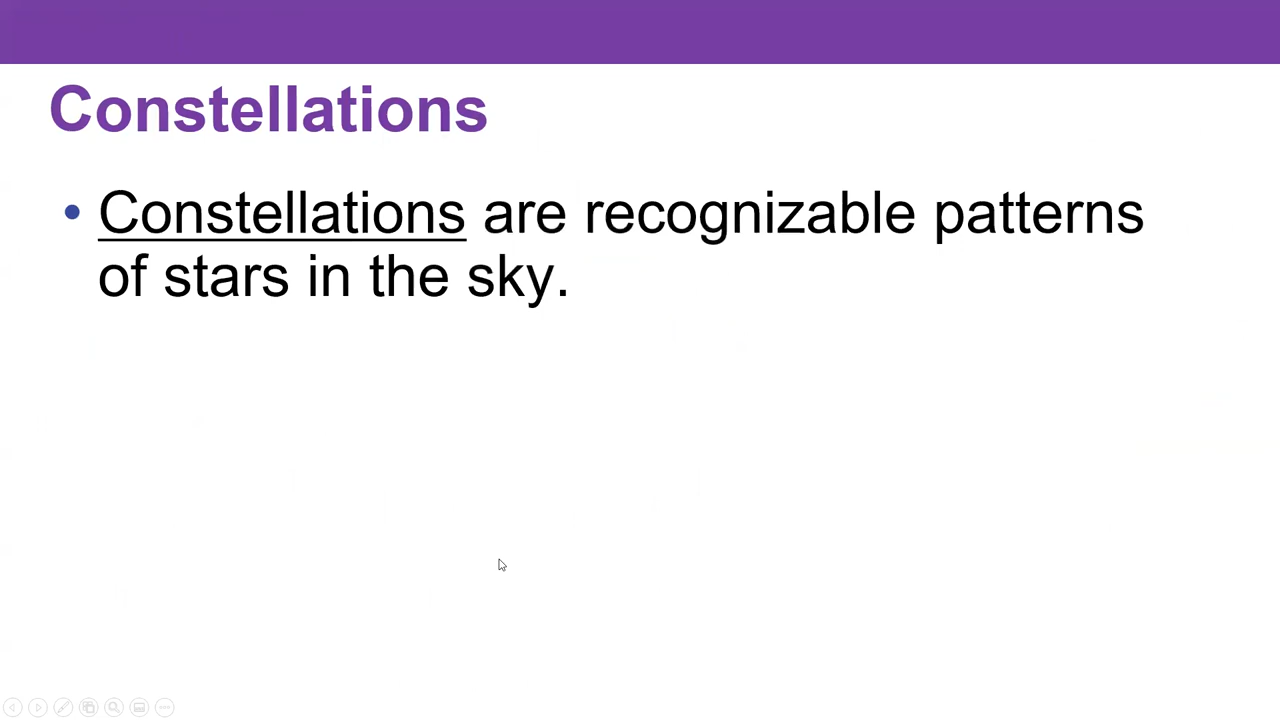 Constellations
• Constellations are recognizable patterns
of stars in the sky.